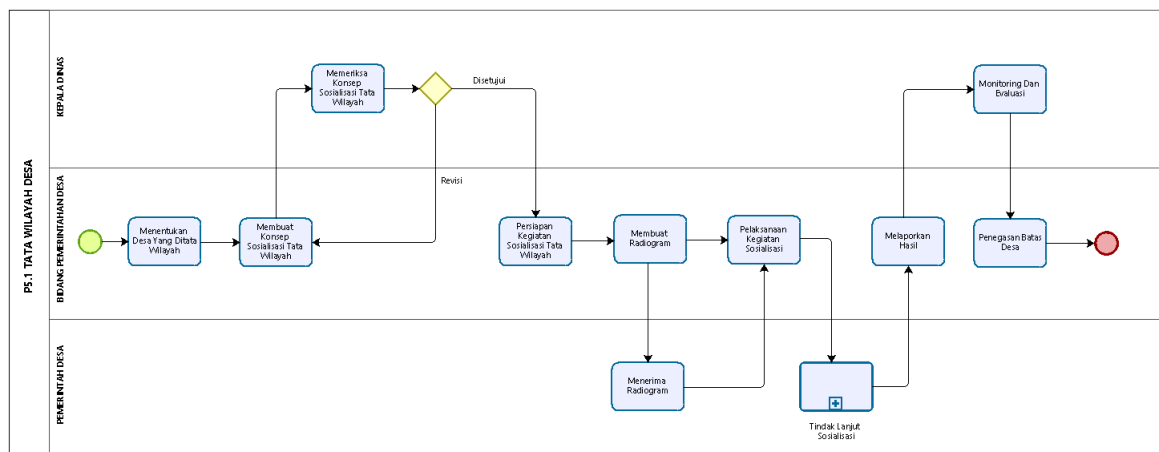 P5.1 TATA WILAYAH DESA
KEPALA DINAS
Memeriksa
Konsep
Sosialisasi Tata
Wilayah
Disetujui
Monitoring Dan
Evaluasi
BIDANG PEMERINTAHAN DESA
Revisi
Menentukan
Desa Yang Ditata
Wilayah
Membuat
Konsep
Sosialisasi Tata
Wilayah
Persiapan
Kegiatan
Sosialisasi Tata
Wilayah
Membuat
Radiogram
Pelaksanaan
Kegiatan
Sosialisasi
Melaporkan
Hasil
Penegasan Batas
Desa
PEMERINTAH DESA
Menerima
Radiogram
Tindak Lanjut
Sosialisasi